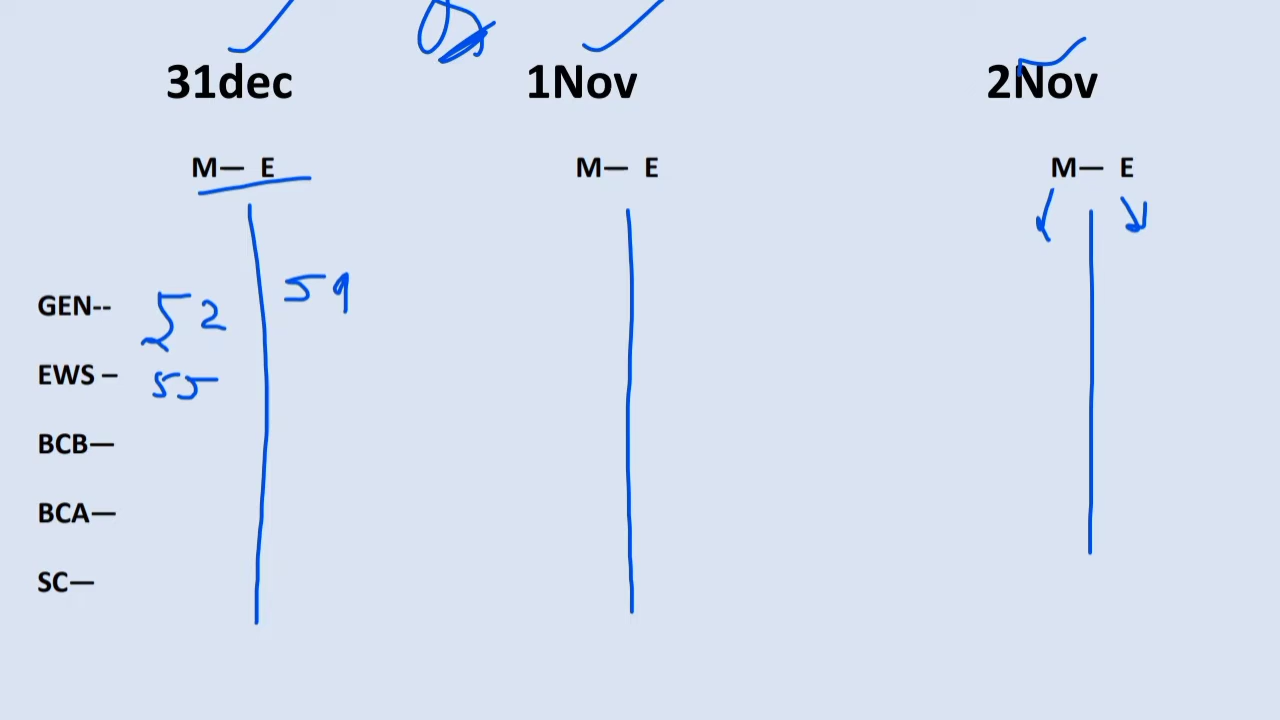 31dec 1Nov 2Nov
M— E M— E M— E
GEN-- 52 59
EWS – 55
BCB—
BCA—
SC—